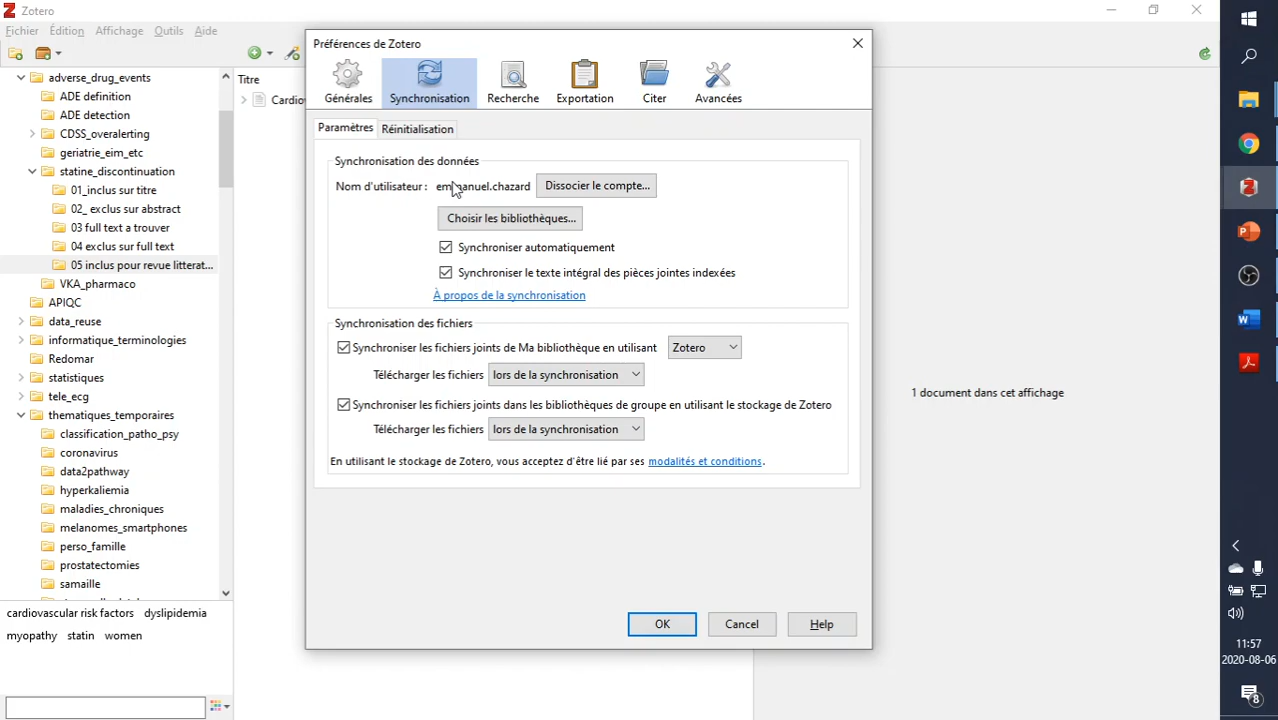 Zotero
Fichier Édition Affichage Outils Aide
adverse_drug_events
ADE definition
ADE detection
CDSS_overalerting
geriatrie_eim_etc
statine_discontinuation
01_inclus sur titre
02_ exclus sur abstract
03 full text a trouver
04 exclus sur full text
05 inclus pour revue litterat...
VKA_pharmaco
APIQC
data_reuse
informatique_terminologies
Redomar
statistiques
tele_ecg
thematiques_temporaires
classification_patho_psy
coronavirus
data2pathway
hyperkaliemia
maladies_chroniques
melanomes_smartphones
perso_famille
prostatectomies
samaille
cardiovascular risk factors dyslipidemia
myopathy statin women
Titre
Préférences de Zotero
Générales Synchronisation Recherche Exportation Citer Avancées
Paramètres Réinitialisation
Synchronisation des données
Nom d'utilisateur : emmanuel.chazard Dissocier le compte...
Choisir les bibliothèques...
Synchroniser automatiquement
Synchroniser le texte intégral des pièces jointes indexées
À propos de la synchronisation
Synchronisation des fichiers
Synchroniser les fichiers joints de Ma bibliothèque en utilisant Zotero
Télécharger les fichiers lors de la synchronisation
Synchroniser les fichiers joints dans les bibliothèques de groupe en utilisant le stockage de Zotero
Télécharger les fichiers lors de la synchronisation
En utilisant le stockage de Zotero, vous acceptez d'être lié par ses modalités et conditions.
OK Cancel Help
1 document dans cet affichage
11:57
2020-08-06
8